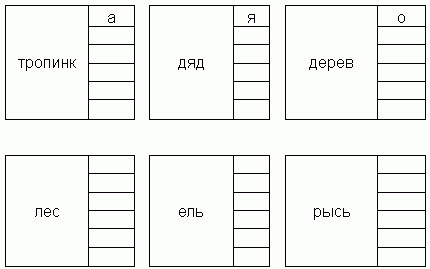 а
тропинк
я
дяд
о
дерев
лес
ель
рысь